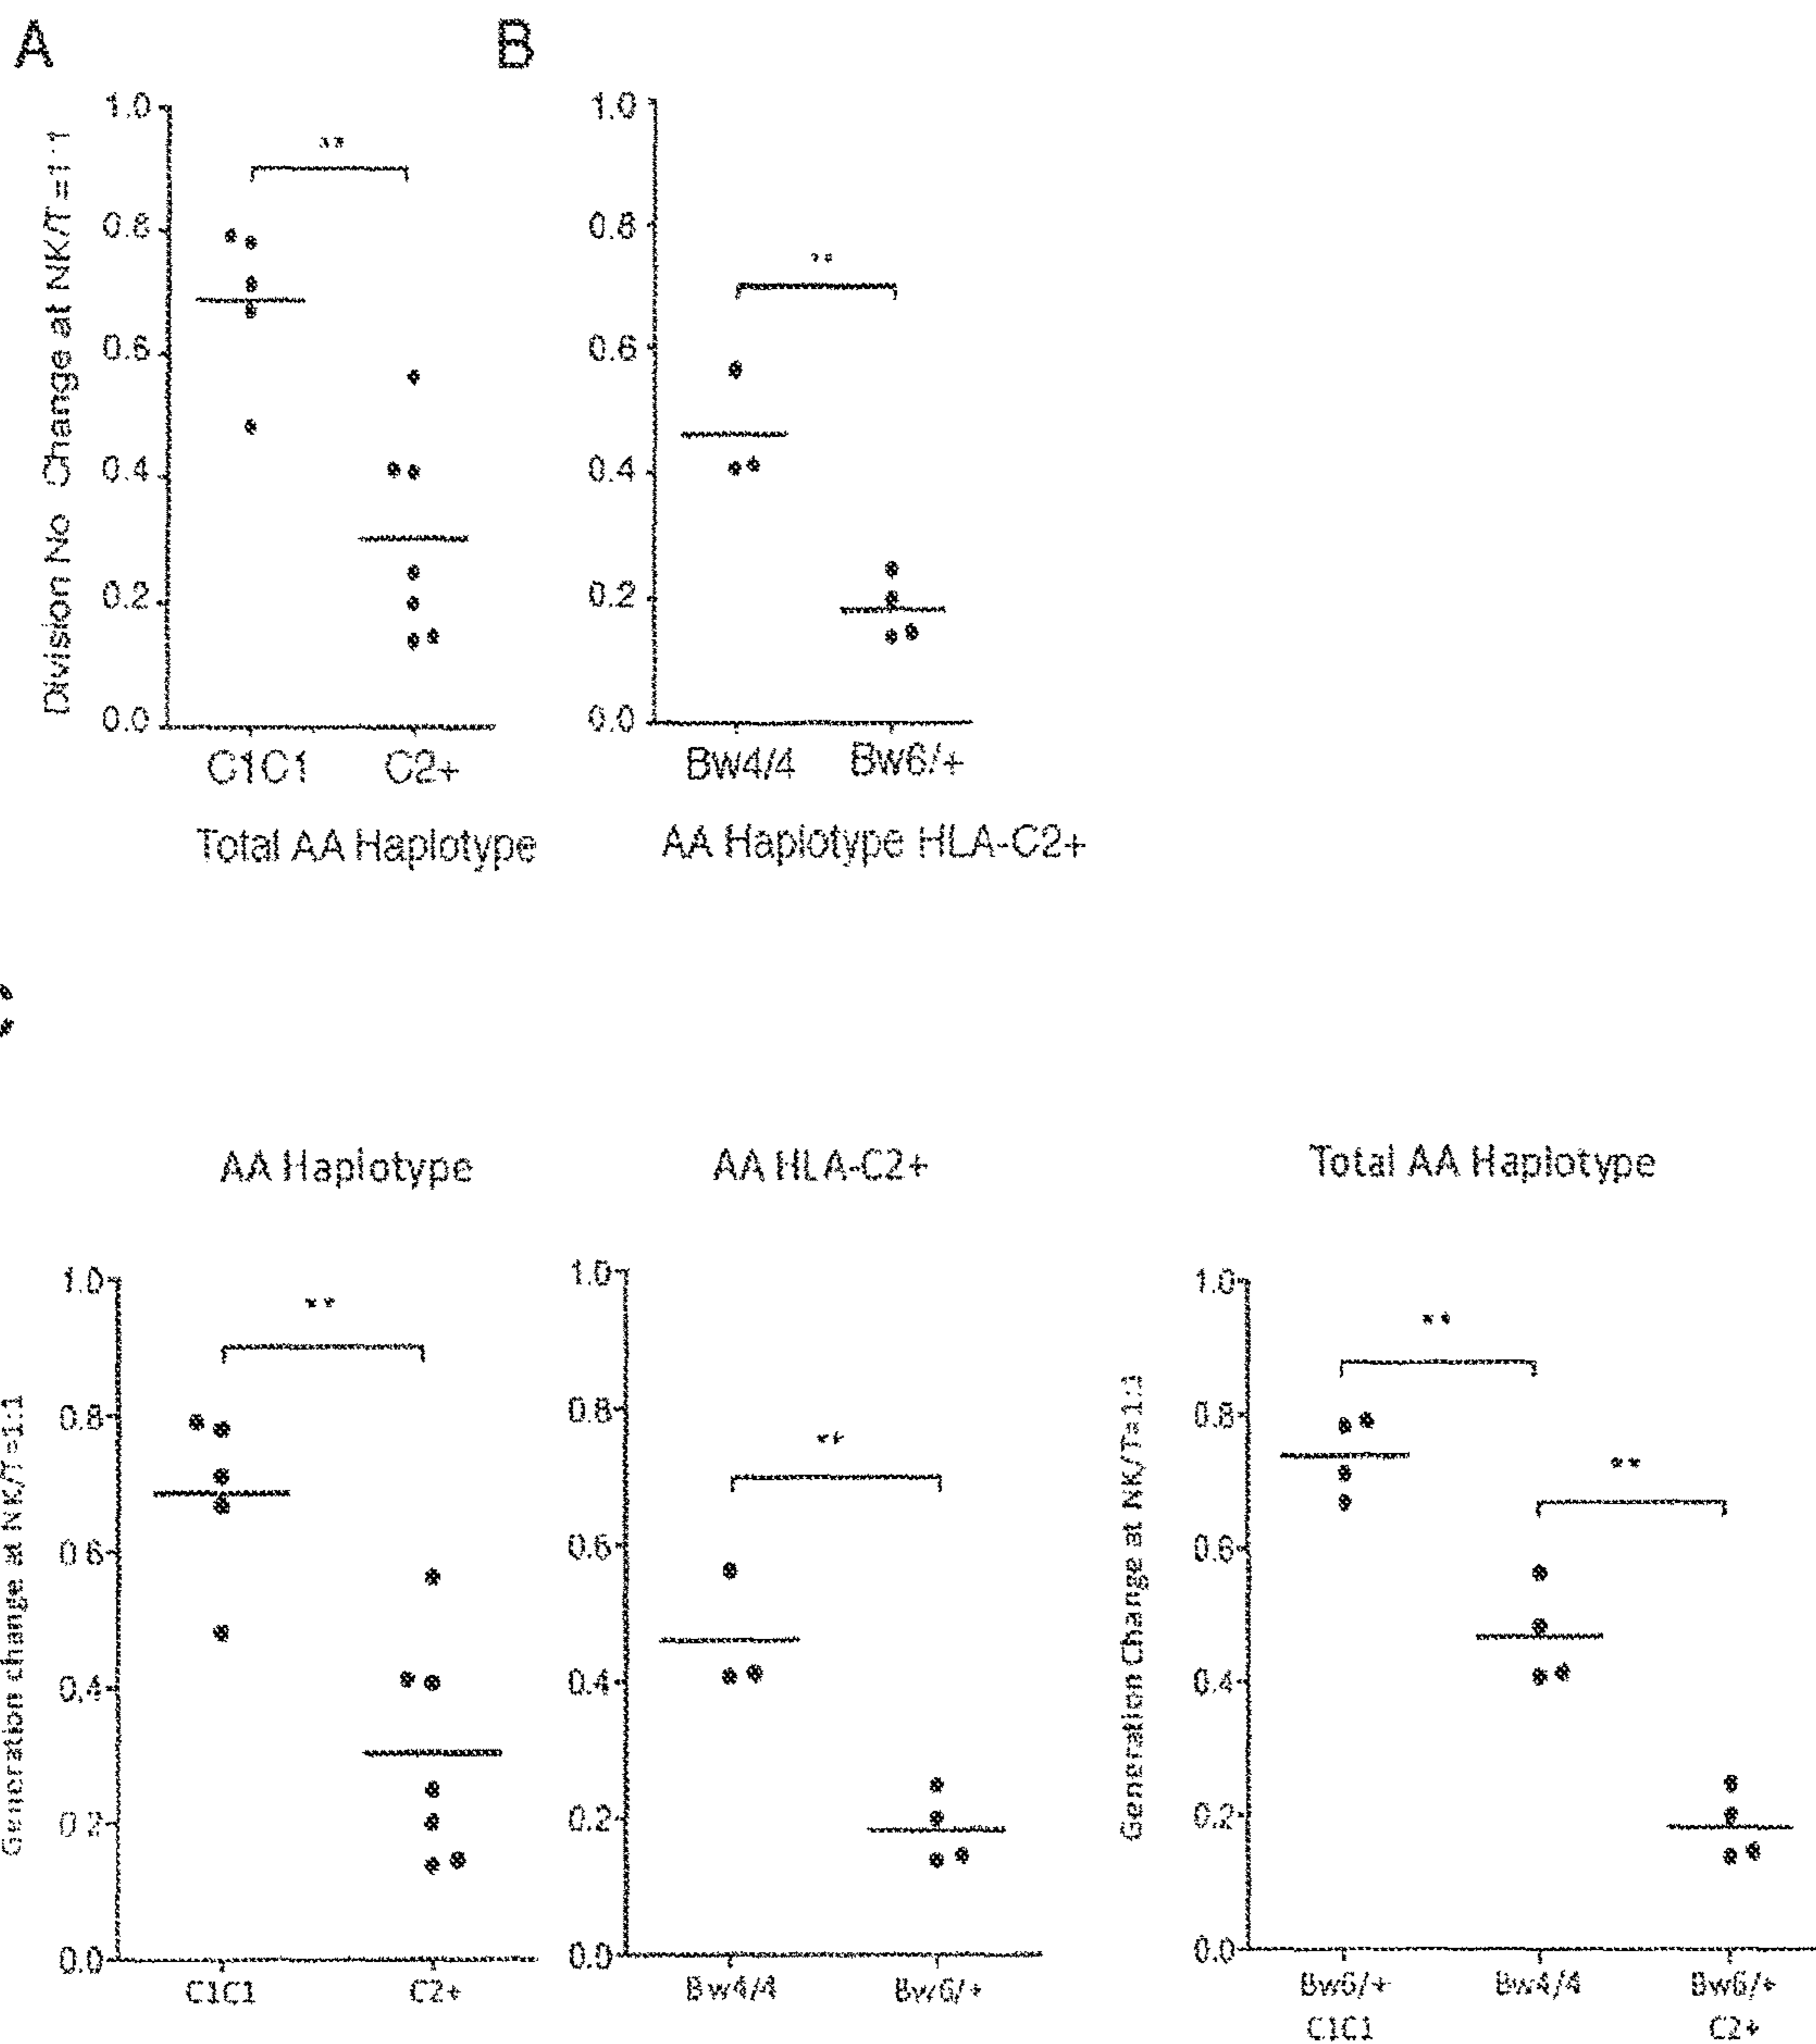 A
B
Division No Change at NK/T=1:1
1.0
0.8
0.6
0.4
0.2
0.0
**
C1C1 C2+
Total AA Haplotype
1.0
0.8
0.6
0.4
0.2
0.0
**
Bw4/4 Bw6/+
AA Haplotype HLA-C2+
C
AA Haplotype
Generation change at NK/T=1:1
1.0
0.8
0.6
0.4
0.2
0.0
**
C1C1 C2+
AA HLA-C2+
1.0
0.8
0.6
0.4
0.2
0.0
**
Bw4/4 Bw6/+
Total AA Haplotype
Generation Change at NK/T=1:1
1.0
0.8
0.6
0.4
0.2
0.0
**
**
Bw6/+ Bw4/4 Bw6/+
C1C1 C2+